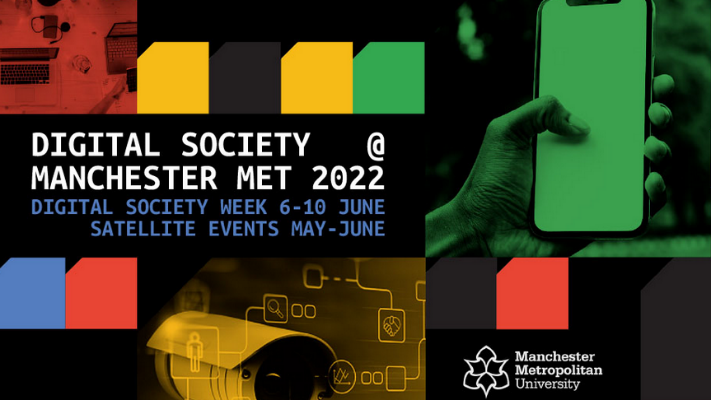 DIGITAL SOCIETY @
MANCHESTER MET 2022
DIGITAL SOCIETY WEEK 6-10 JUNE
SATELLITE EVENTS MAY-JUNE
Manchester
Metropolitan
University